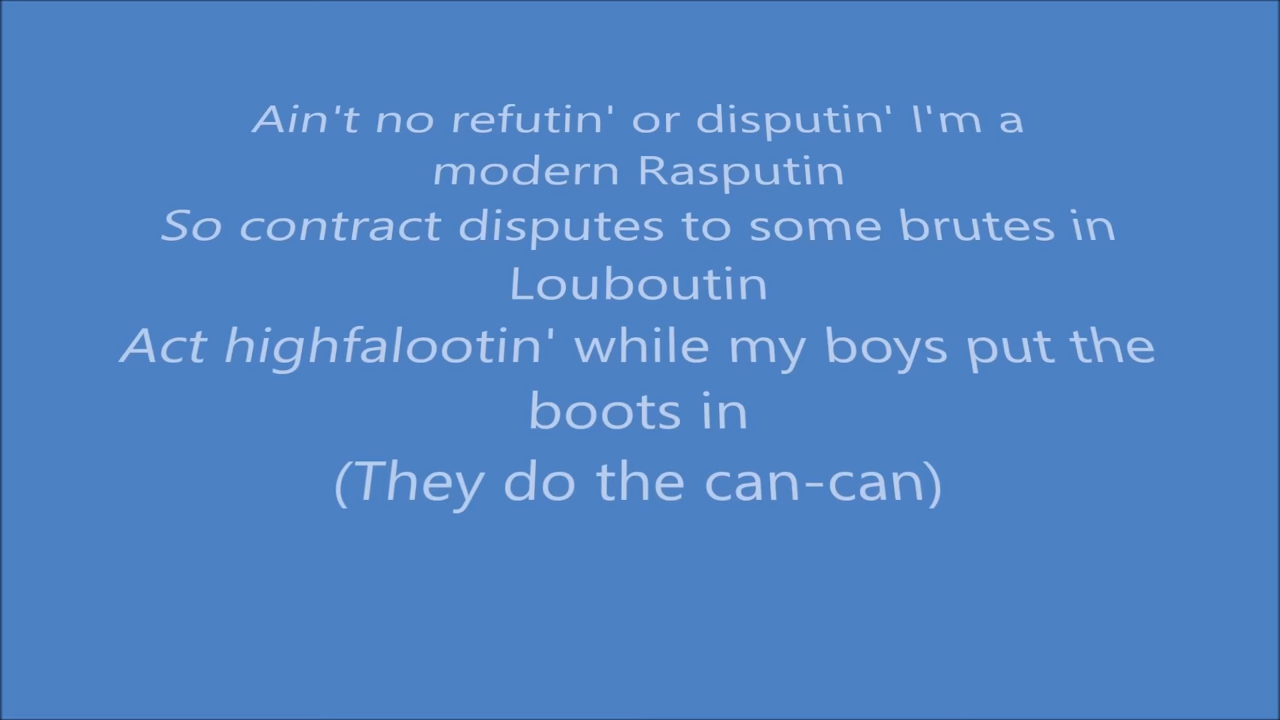 Ain't no refutin' or disputin' I'm a
modern Rasputin
So contract disputes to some brutes in
Louboutin
Act highfalootin' while my boys put the
boots in
(They do the can-can)